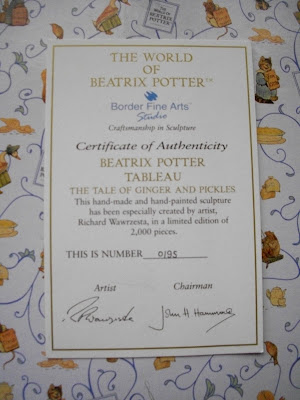 THE WORLD
OF
BEATRIX POTTER™
Border Fine Arts™
Studio
Craftsmanship in Sculpture
Certificate of Authenticity
BEATRIX POTTER
TABLEAU
THE TALE OF GINGER AND PICKLES
This hand-made and hand-painted sculpture
has been especially created by artist,
Richard Wawrzesta, in a limited edition of
2,000 pieces.
THIS IS NUMBER 0195
Artist Chairman